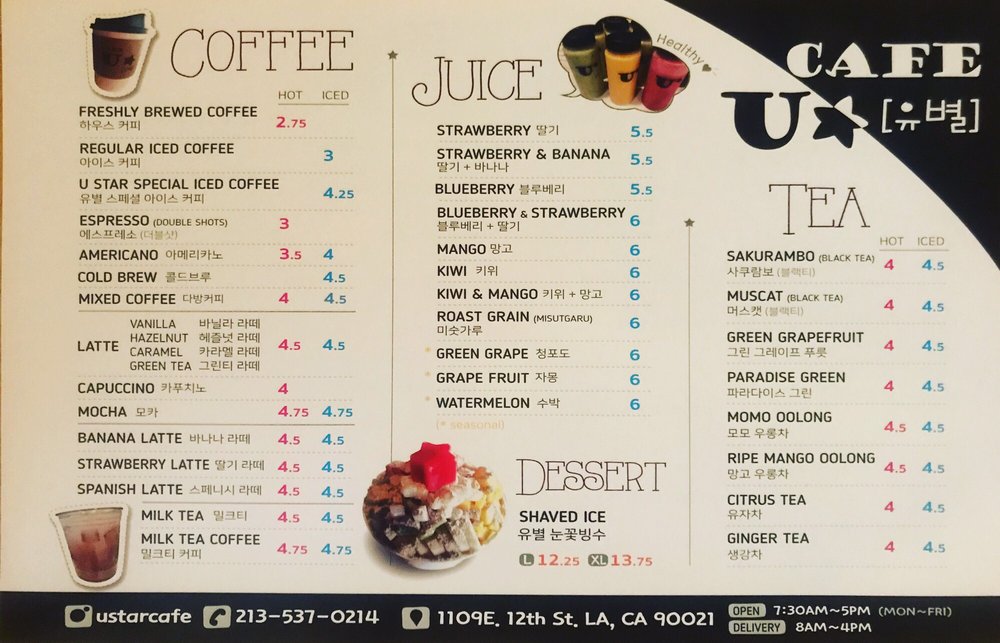 COFFEE
HOT ICED
FRESHLY BREWED COFFEE 2.75
하우스 커피
REGULAR ICED COFFEE 3
아이스 커피
U STAR SPECIAL ICED COFFEE 4.25
유별 스페셜 아이스 커피
ESPRESSO (DOUBLE SHOTS) 3
에스프레소 (더블샷)
AMERICANO 아메리카노 3.5 4
COLD BREW 콜드브루 4.5
MIXED COFFEE 다방커피 4 4.5
LATTE 4.5 4.5
VANILLA 바닐라 라떼
HAZELNUT 헤즐넛 라떼
CARAMEL 카라멜 라떼
GREEN TEA 그린티 라떼
CAPUCCINO 카푸치노 4
MOCHA 모카 4.75 4.75
BANANA LATTE 바나나 라떼 4.5 4.5
STRAWBERRY LATTE 딸기 라떼 4.5 4.5
SPANISH LATTE 스페니시 라떼 4.5 4.5
MILK TEA 밀크티 4.5 4.5
MILK TEA COFFEE 4.75 4.75
밀크티 커피
JUICE
Healthy
STRAWBERRY 딸기 5.5
STRAWBERRY & BANANA 5.5
딸기 + 바나나
BLUEBERRY 블루베리 5.5
BLUEBERRY & STRAWBERRY 6
블루베리 + 딸기
MANGO 망고 6
KIWI 키위 6
KIWI & MANGO 키위 + 망고 6
ROAST GRAIN (MISUTGARU) 6
미숫가루
* GREEN GRAPE 청포도 6
* GRAPE FRUIT 자몽 6
* WATERMELON 수박 6
(* seasonal)
DESSERT
SHAVED ICE
유별 눈꽃빙수
L 12.25 XL 13.75
CAFE
U★ [유별]
TEA
HOT ICED
SAKURAMBO (BLACK TEA) 4 4.5
사쿠람보 (블랙티)
MUSCAT (BLACK TEA) 4 4.5
머스캣 (블랙티)
GREEN GRAPEFRUIT 4 4.5
그린 그레이프 푸룻
PARADISE GREEN 4 4.5
파라다이스 그린
MOMO OOLONG 4.5 4.5
모모 우롱차
RIPE MANGO OOLONG 4.5 4.5
망고 우롱차
CITRUS TEA 4 4.5
유자차
GINGER TEA 4 4.5
생강차
ustarcafe 213-537-0214 1109E. 12th St. LA, CA 90021
OPEN 7:30AM~5PM (MON~FRI)
DELIVERY 8AM~4PM